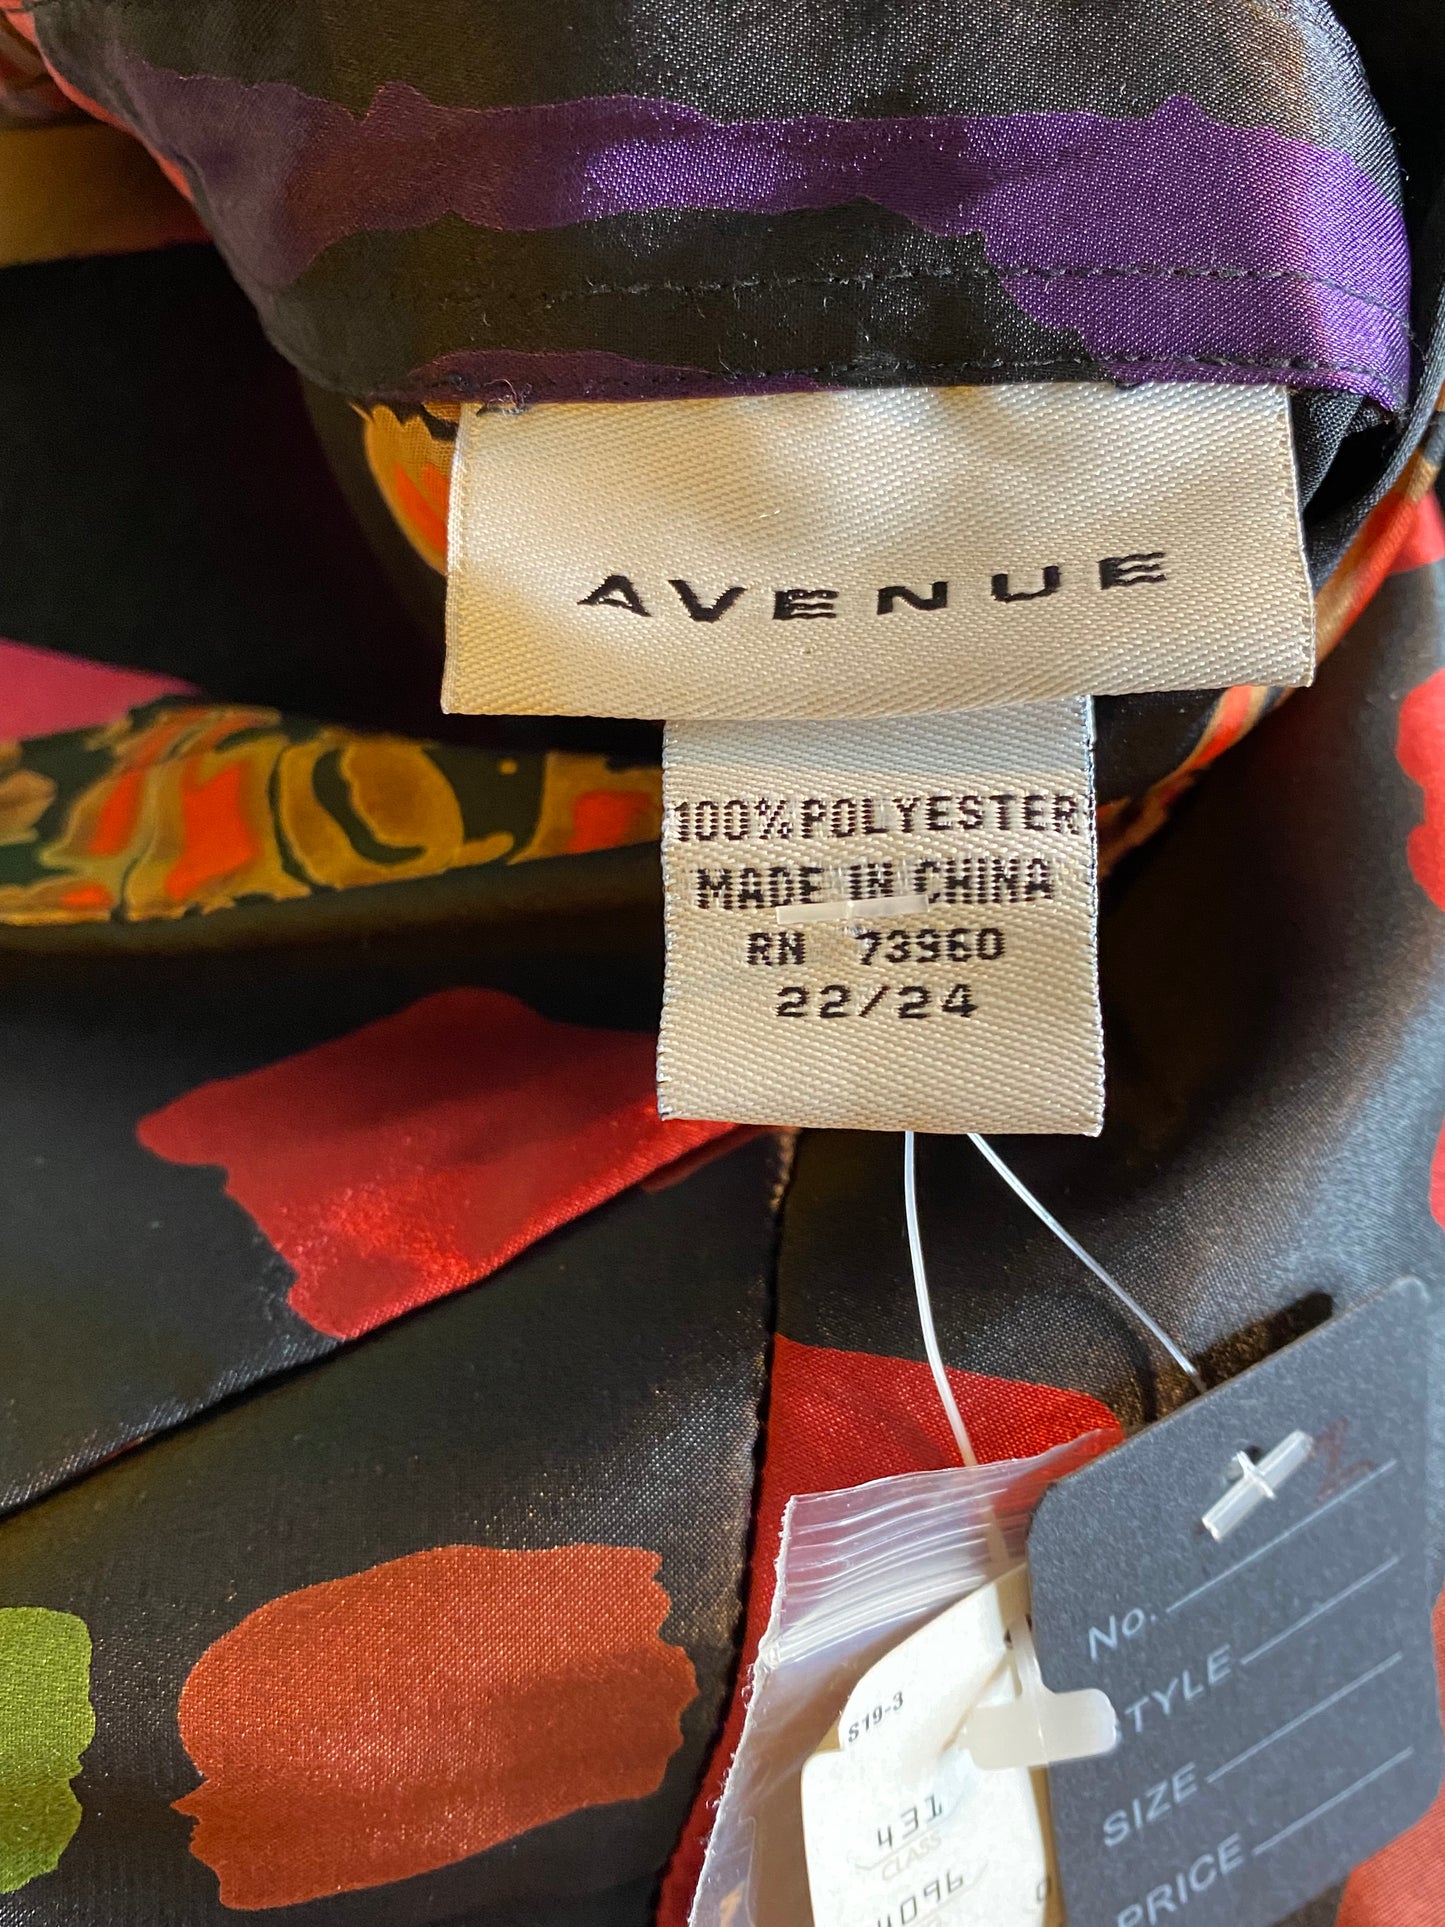 AVENUE
100% POLYESTER
MADE IN CHINA
RN 73960
22/24
No.
STYLE
SIZE
PRICE
S19-3
431
CLASS
4096